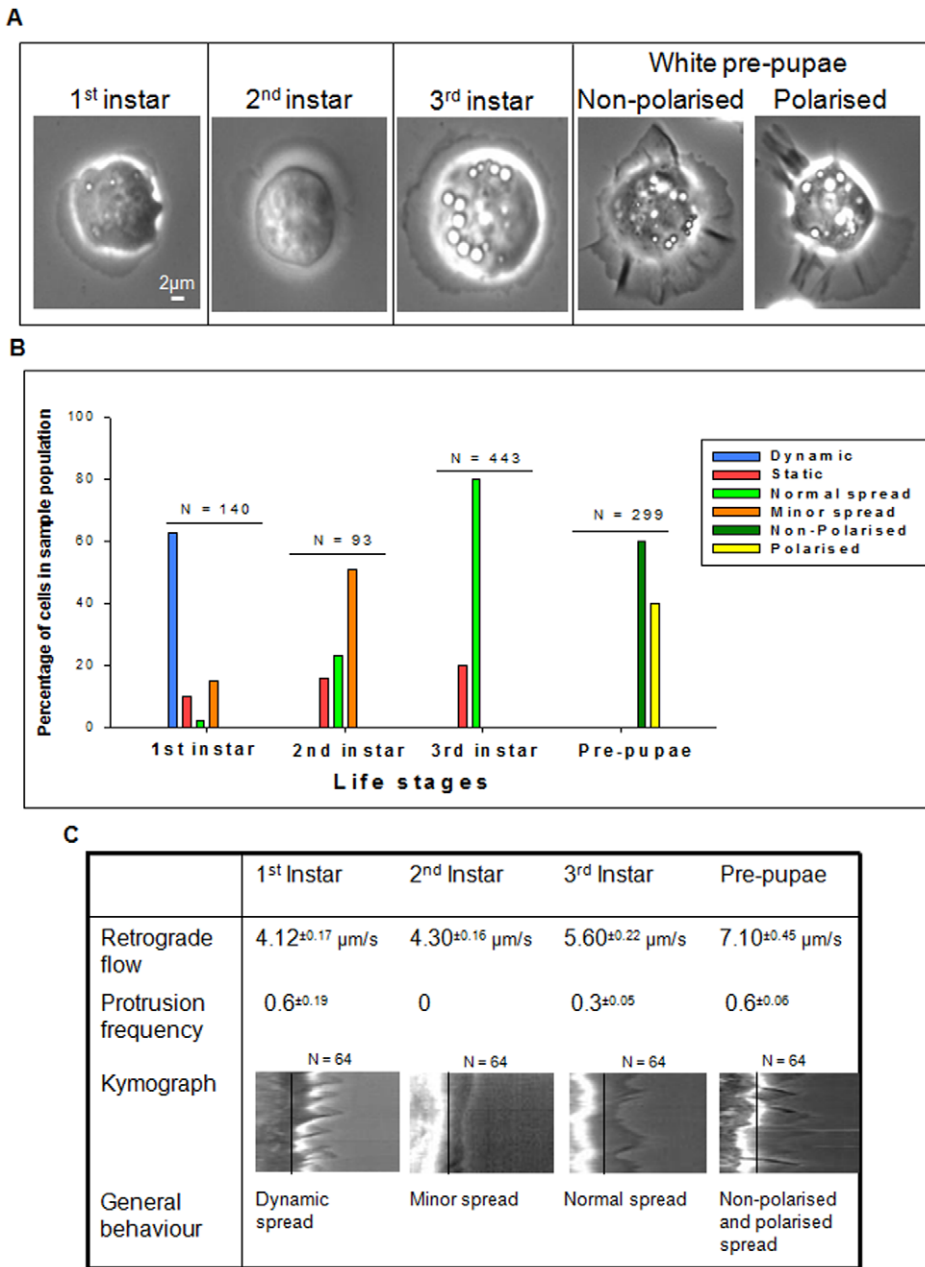 A
1st instar
2nd instar
3rd instar
White pre-pupae
Non-polarised
Polarised
2μm
B
Percentage of cells in sample population
100
80
60
40
20
0
N = 140
N = 93
N = 443
N = 299
Dynamic
Static
Normal spread
Minor spread
Non-Polarised
Polarised
1st instar
2nd instar
3rd instar
Pre-pupae
Life stages
C
1st Instar
2nd Instar
3rd Instar
Pre-pupae
Retrograde flow
4.12±0.17 μm/s
4.30±0.16 μm/s
5.60±0.22 μm/s
7.10±0.45 μm/s
Protrusion frequency
0.6±0.19
0
0.3±0.05
0.6±0.06
Kymograph
N = 64
N = 64
N = 64
N = 64
General behaviour
Dynamic spread
Minor spread
Normal spread
Non-polarised and polarised spread